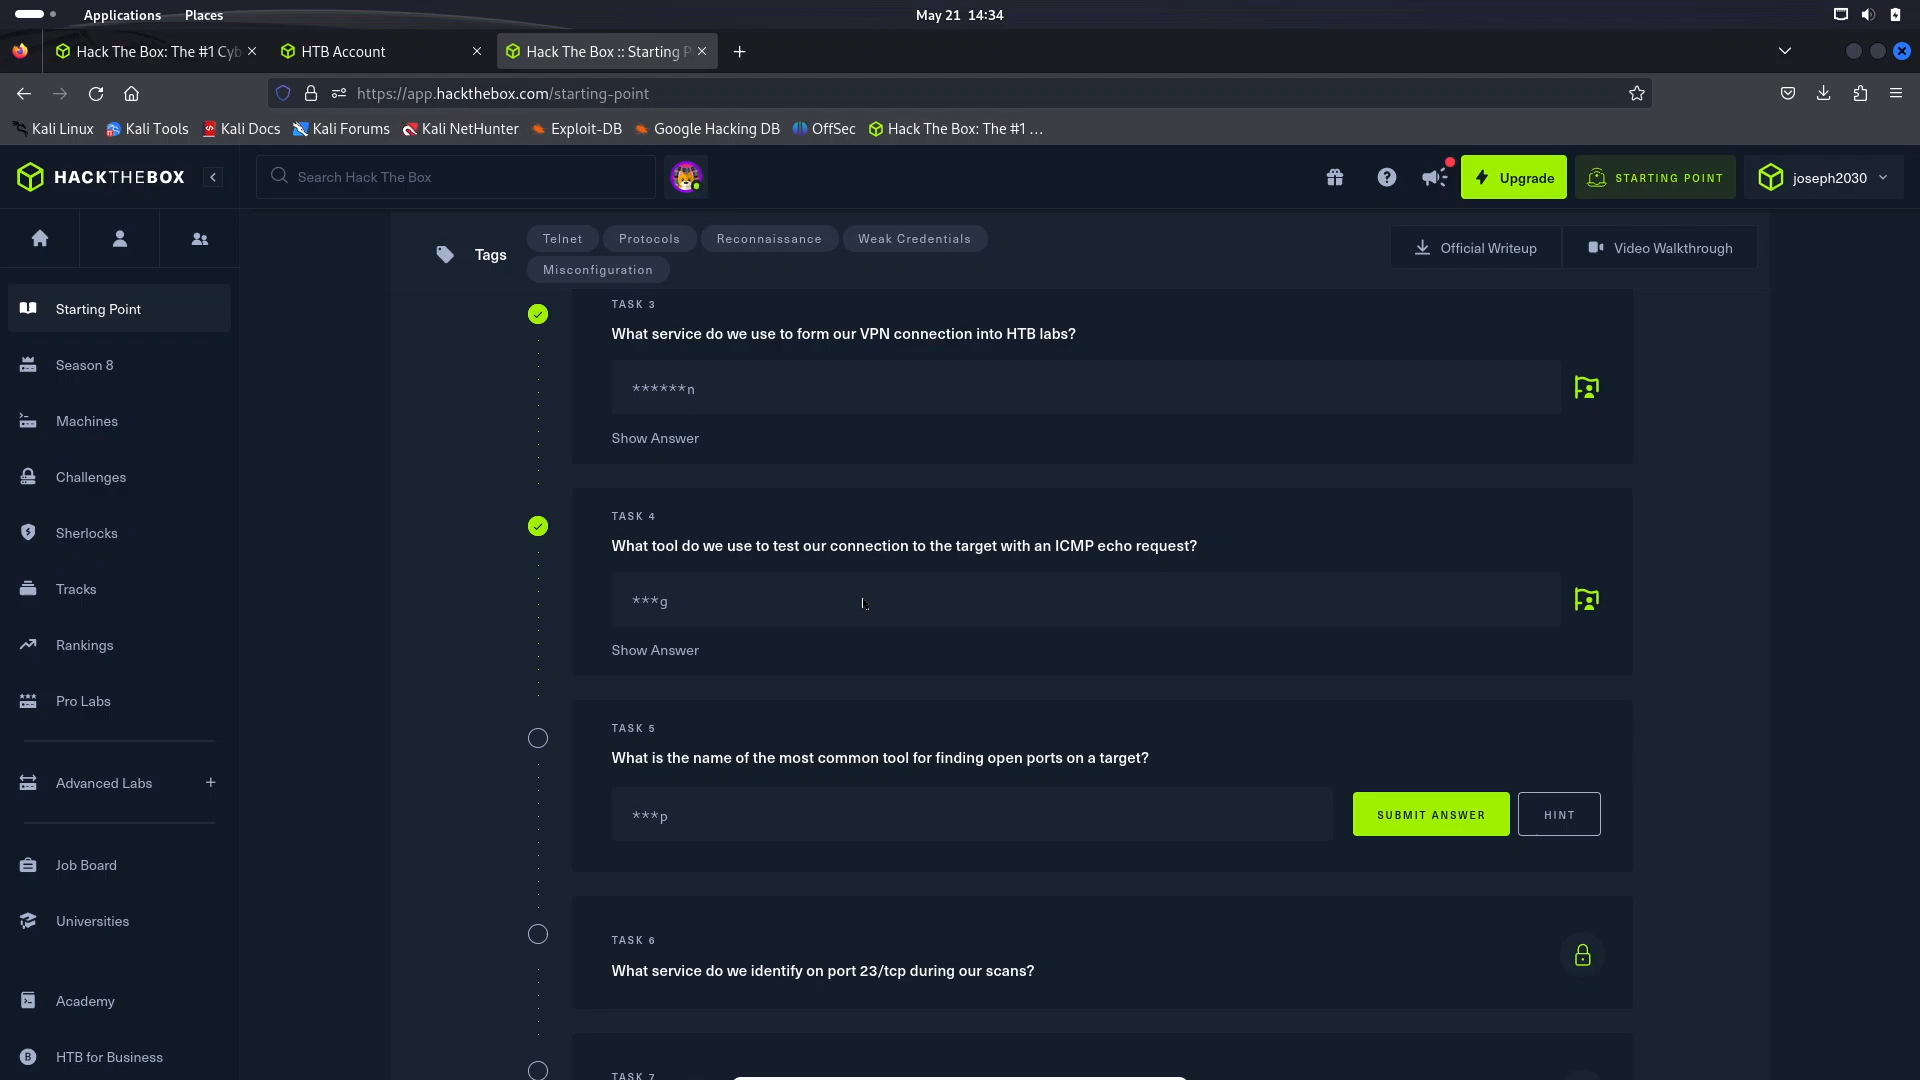 Applications Places May 21 14:34
Hack The Box: The #1 Cyb HTB Account Hack The Box :: Starting P
https://app.hackthebox.com/starting-point
Kali Linux Kali Tools Kali Docs Kali Forums Kali NetHunter Exploit-DB Google Hacking DB OffSec Hack The Box: The #1 …
HACKTHEBOX Search Hack The Box Upgrade STARTING POINT joseph2030
Telnet Protocols Reconnaissance Weak Credentials
Tags
Misconfiguration
Official Writeup Video Walkthrough
Starting Point
Season 8
Machines
Challenges
Sherlocks
Tracks
Rankings
Pro Labs
Advanced Labs +
Job Board
Universities
Academy
HTB for Business
TASK 3
What service do we use to form our VPN connection into HTB labs?
******n
Show Answer
TASK 4
What tool do we use to test our connection to the target with an ICMP echo request?
***g
Show Answer
TASK 5
What is the name of the most common tool for finding open ports on a target?
***p
SUBMIT ANSWER HINT
TASK 6
What service do we identify on port 23/tcp during our scans?
TASK 7